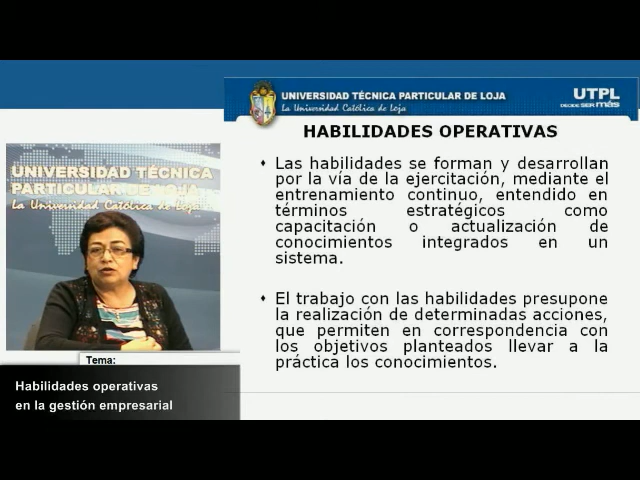 UNIVERSIDAD TÉCNICA PARTICULAR DE LOJA
La Universidad Católica de Loja
UTPL
DECIDE SER más
HABILIDADES OPERATIVAS
• Las habilidades se forman y desarrollan
por la vía de la ejercitación, mediante el
entrenamiento continuo, entendido en
términos estratégicos como
capacitación o actualización de
conocimientos integrados en un
sistema.
• El trabajo con las habilidades presupone
la realización de determinadas acciones,
que permiten en correspondencia con
los objetivos planteados llevar a la
práctica los conocimientos.
UNIVERSIDAD TÉCNICA
PARTICULAR DE LOJA
La Universidad Católica de Loja
Tema:
Habilidades operativas
en la gestión empresarial